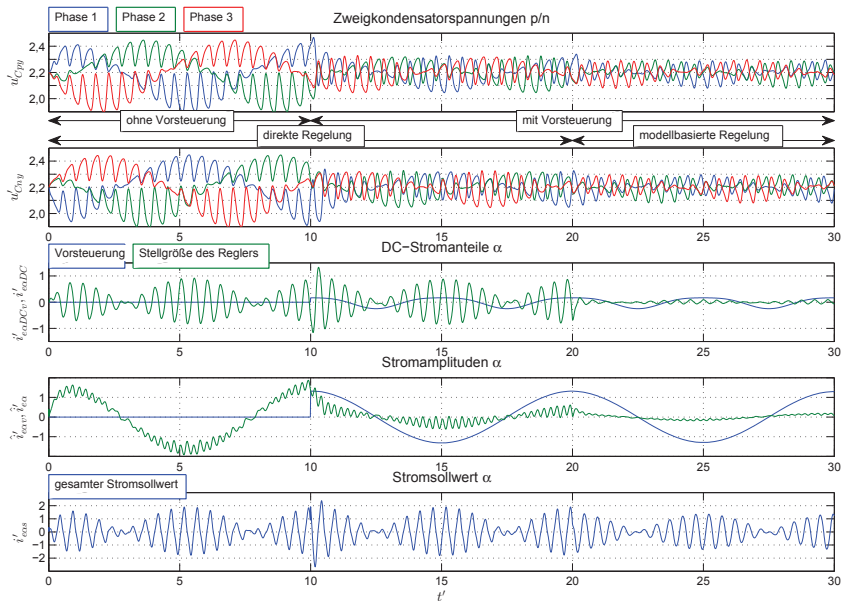 Phase 1 Phase 2 Phase 3 Zweigkondensatorspannungen p/n
u′Cpy
2,4
2,2
2,0
ohne Vorsteuerung mit Vorsteuerung
direkte Regelung modellbasierte Regelung
u′Cny
2,4
2,2
2,0
0 5 10 15 20 25 30
DC−Stromanteile α
Vorsteuerung Stellgröße des Reglers
i′eαDCv, i′eαDC
1
0
−1
0 5 10 15 20 25 30
Stromamplituden α
î′eαv, î′eα
1
0
−1
0 5 10 15 20 25 30
Stromsollwert α
gesamter Stromsollwert
i′eαs
2
1
0
−1
−2
0 5 10 15 20 25 30
t′